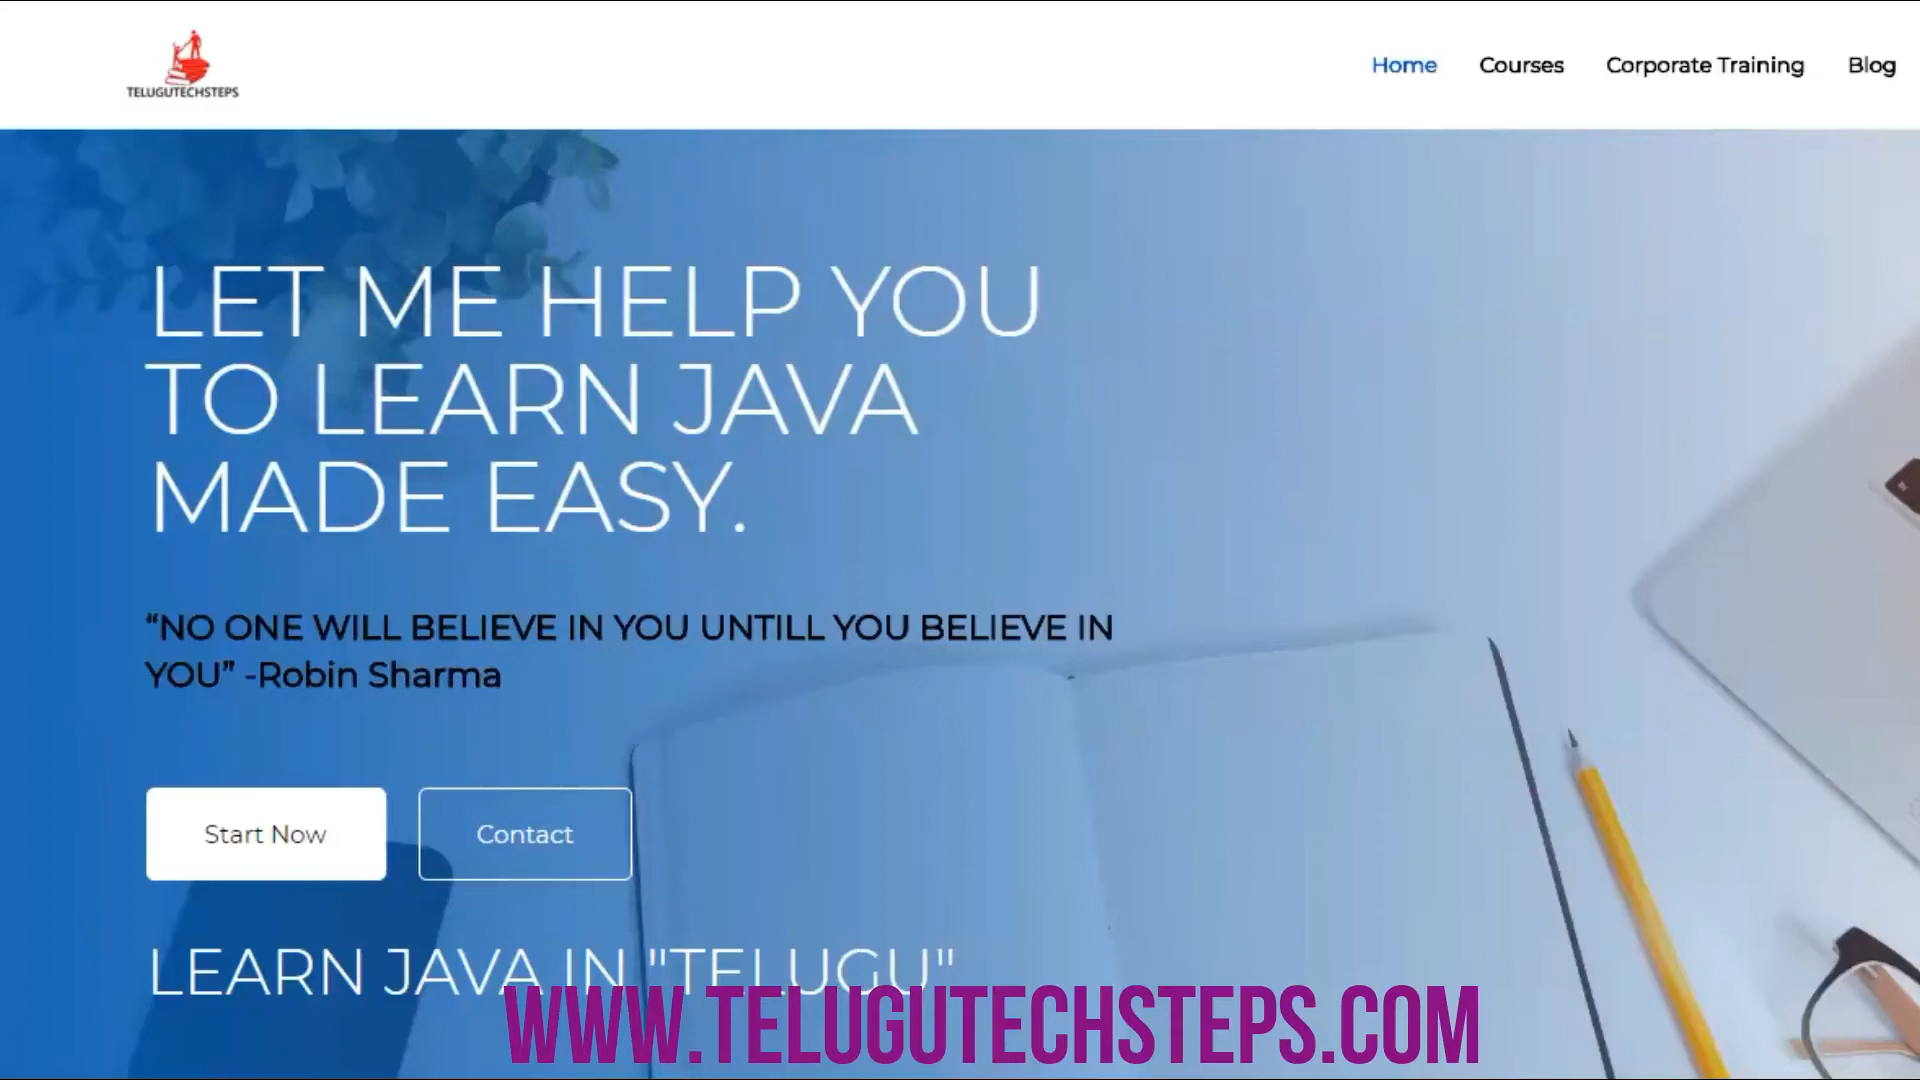 TELUGUTECHSTEPS
Home Courses Corporate Training Blog
LET ME HELP YOU
TO LEARN JAVA
MADE EASY.
“NO ONE WILL BELIEVE IN YOU UNTILL YOU BELIEVE IN
YOU” -Robin Sharma
Start Now Contact
LEARN JAVA IN "TELUGU"
WWW.TELUGUTECHSTEPS.COM